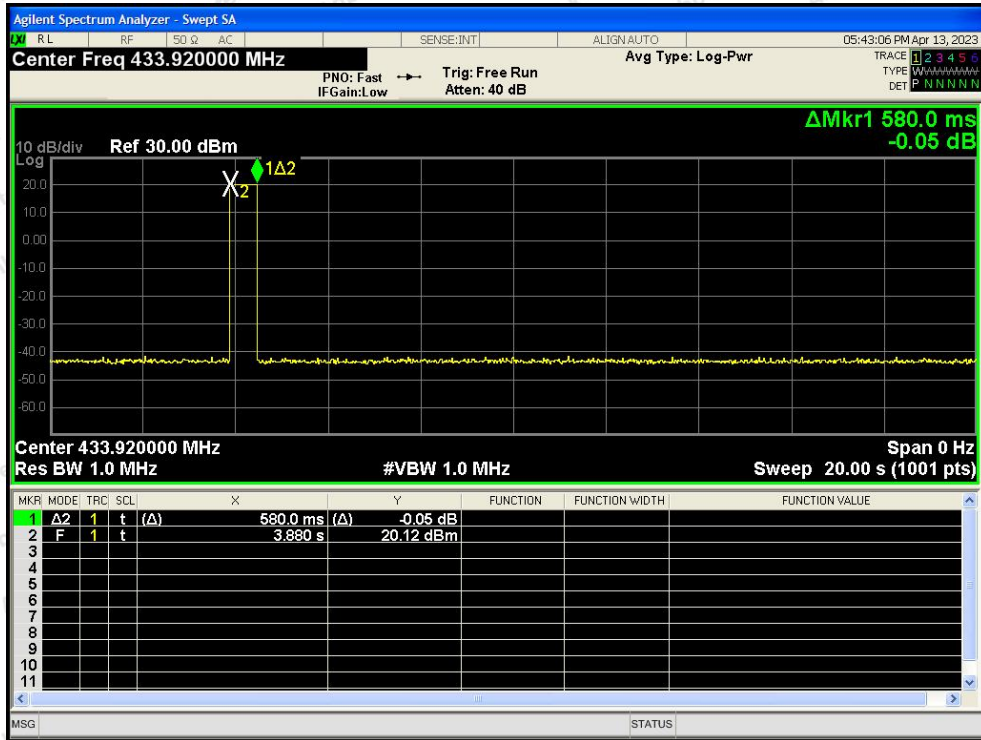 Agilent Spectrum Analyzer - Swept SA
LXI RL RF 50 Ω AC SENSE:INT ALIGN AUTO 05:43:06 PM Apr 13, 2023
Center Freq 433.920000 MHz Avg Type: Log-Pwr TRACE 1 2 3 4 5 6
PNO: Fast Trig: Free Run TYPE
IFGain:Low Atten: 40 dB DET P N N N N N
ΔMkr1 580.0 ms
10 dB/div Ref 30.00 dBm -0.05 dB
Log
1Δ2
20.0
2
10.0
0.00
-10.0
-20.0
-30.0
-40.0
-50.0
-60.0
Center 433.920000 MHz Span 0 Hz
Res BW 1.0 MHz #VBW 1.0 MHz Sweep 20.00 s (1001 pts)
MKR MODE TRC SCL X Y FUNCTION FUNCTION WIDTH FUNCTION VALUE
1 Δ2 1 t (Δ) 580.0 ms (Δ) -0.05 dB
2 F 1 t 3.880 s 20.12 dBm
3
4
5
6
7
8
9
10
11
MSG STATUS